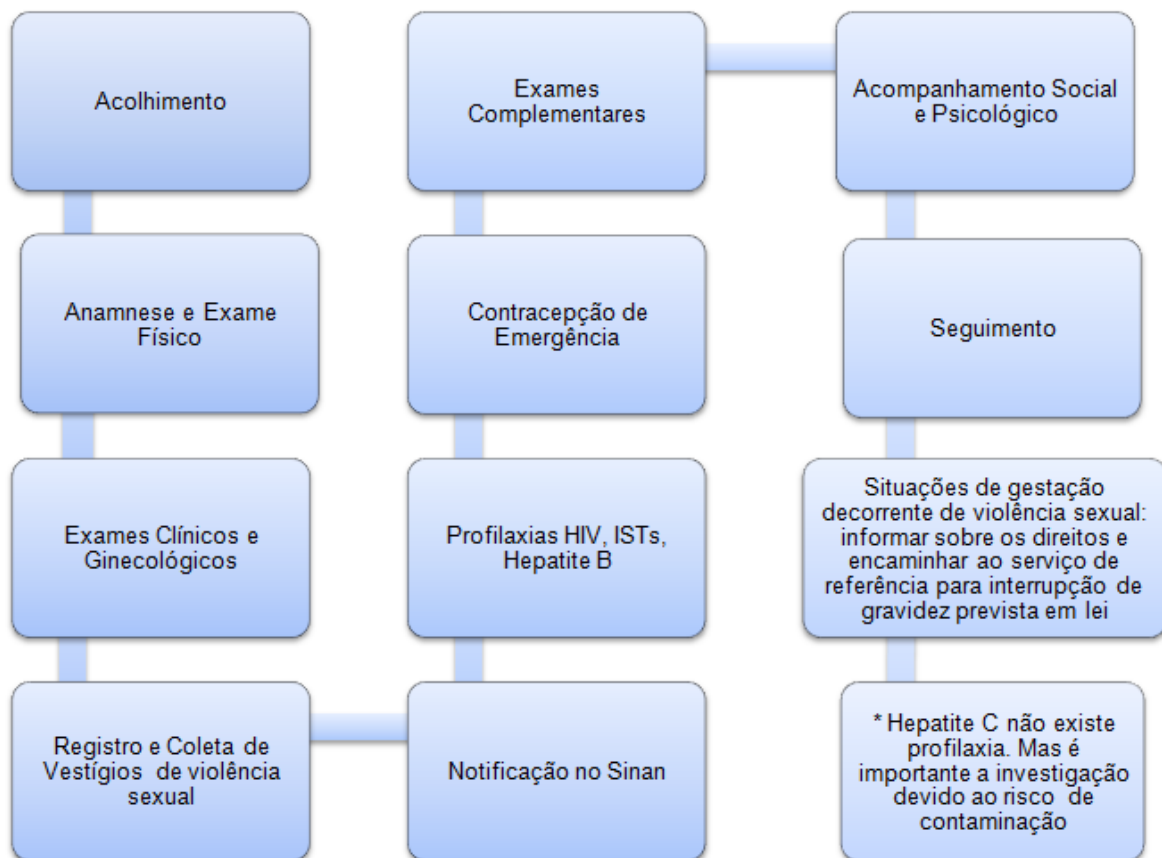 Acolhimento
Anamnese e Exame
Físico
Exames Clínicos e
Ginecológicos
Registro e Coleta de
Vestígios de violência
sexual
Notificação no Sinan
Profilaxias HIV, ISTs,
Hepatite B
Contracepção de
Emergência
Exames
Complementares
Acompanhamento Social
e Psicológico
Seguimento
Situações de gestação
decorrente de violência sexual:
informar sobre os direitos e
encaminhar ao serviço de
referência para interrupção de
gravidez prevista em lei
* Hepatite C não existe
profilaxia. Mas é
importante a investigação
devido ao risco de
contaminação